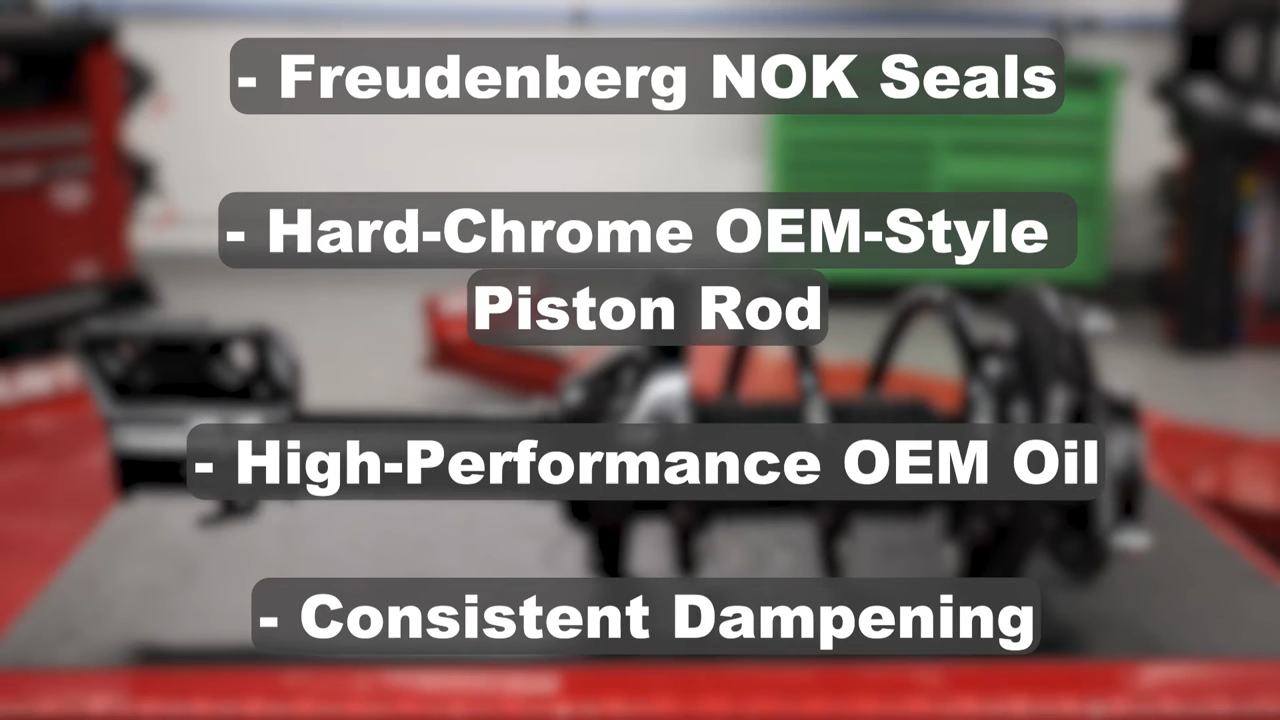 - Freudenberg NOK Seals
- Hard-Chrome OEM-Style
Piston Rod
- High-Performance OEM Oil
- Consistent Dampening